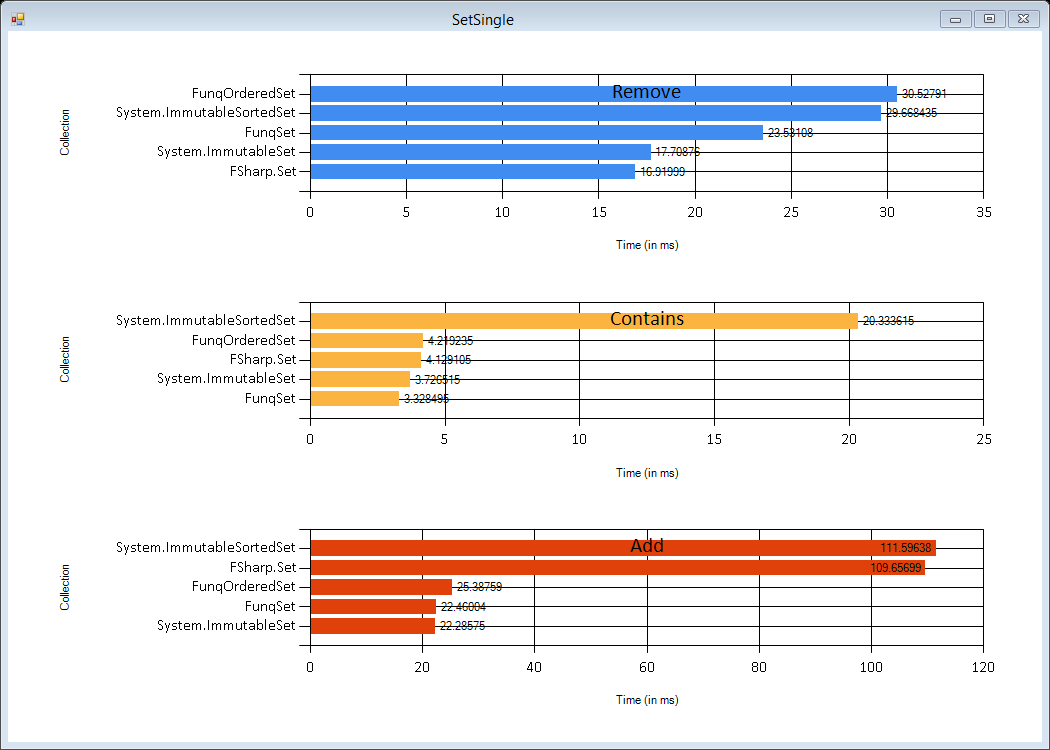 SetSingle
Remove
Collection
FunqOrderedSet 30.52791
System.ImmutableSortedSet 29.668435
FunqSet 23.53108
System.ImmutableSet 17.70876
FSharp.Set 16.91999
0 5 10 15 20 25 30 35
Time (in ms)
Contains
Collection
System.ImmutableSortedSet 20.333615
FunqOrderedSet 4.219235
FSharp.Set 4.129105
System.ImmutableSet 3.726515
FunqSet 3.328495
0 5 10 15 20 25
Time (in ms)
Add
Collection
System.ImmutableSortedSet 111.59638
FSharp.Set 109.65699
FunqOrderedSet 25.38759
FunqSet 22.46004
System.ImmutableSet 22.28575
0 20 40 60 80 100 120
Time (in ms)